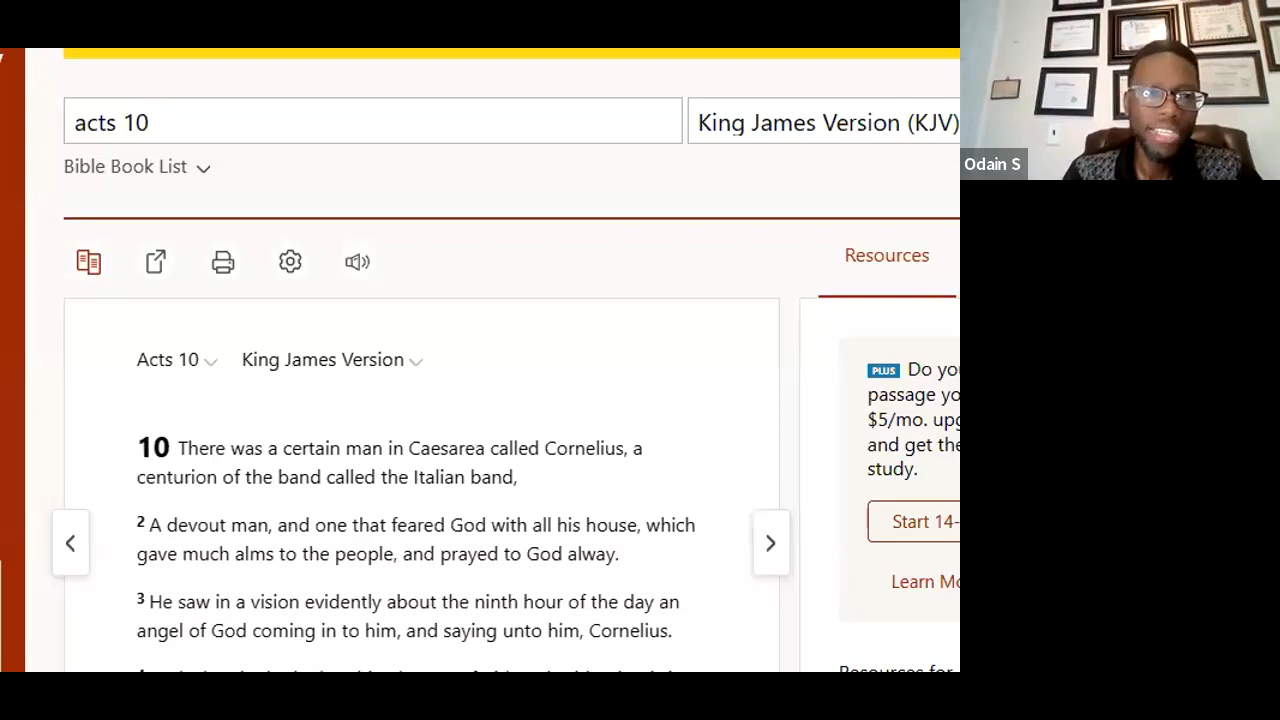 acts 10
King James Version (KJV)
Bible Book List
Odain S
Resources
Acts 10
King James Version
10 There was a certain man in Caesarea called Cornelius, a
centurion of the band called the Italian band,
2 A devout man, and one that feared God with all his house, which
gave much alms to the people, and prayed to God alway.
3 He saw in a vision evidently about the ninth hour of the day an
angel of God coming in to him, and saying unto him, Cornelius.
PLUS Do yo
passage yo
$5/mo. upg
and get the
study.
Start 14-
Learn Mo
Resources for